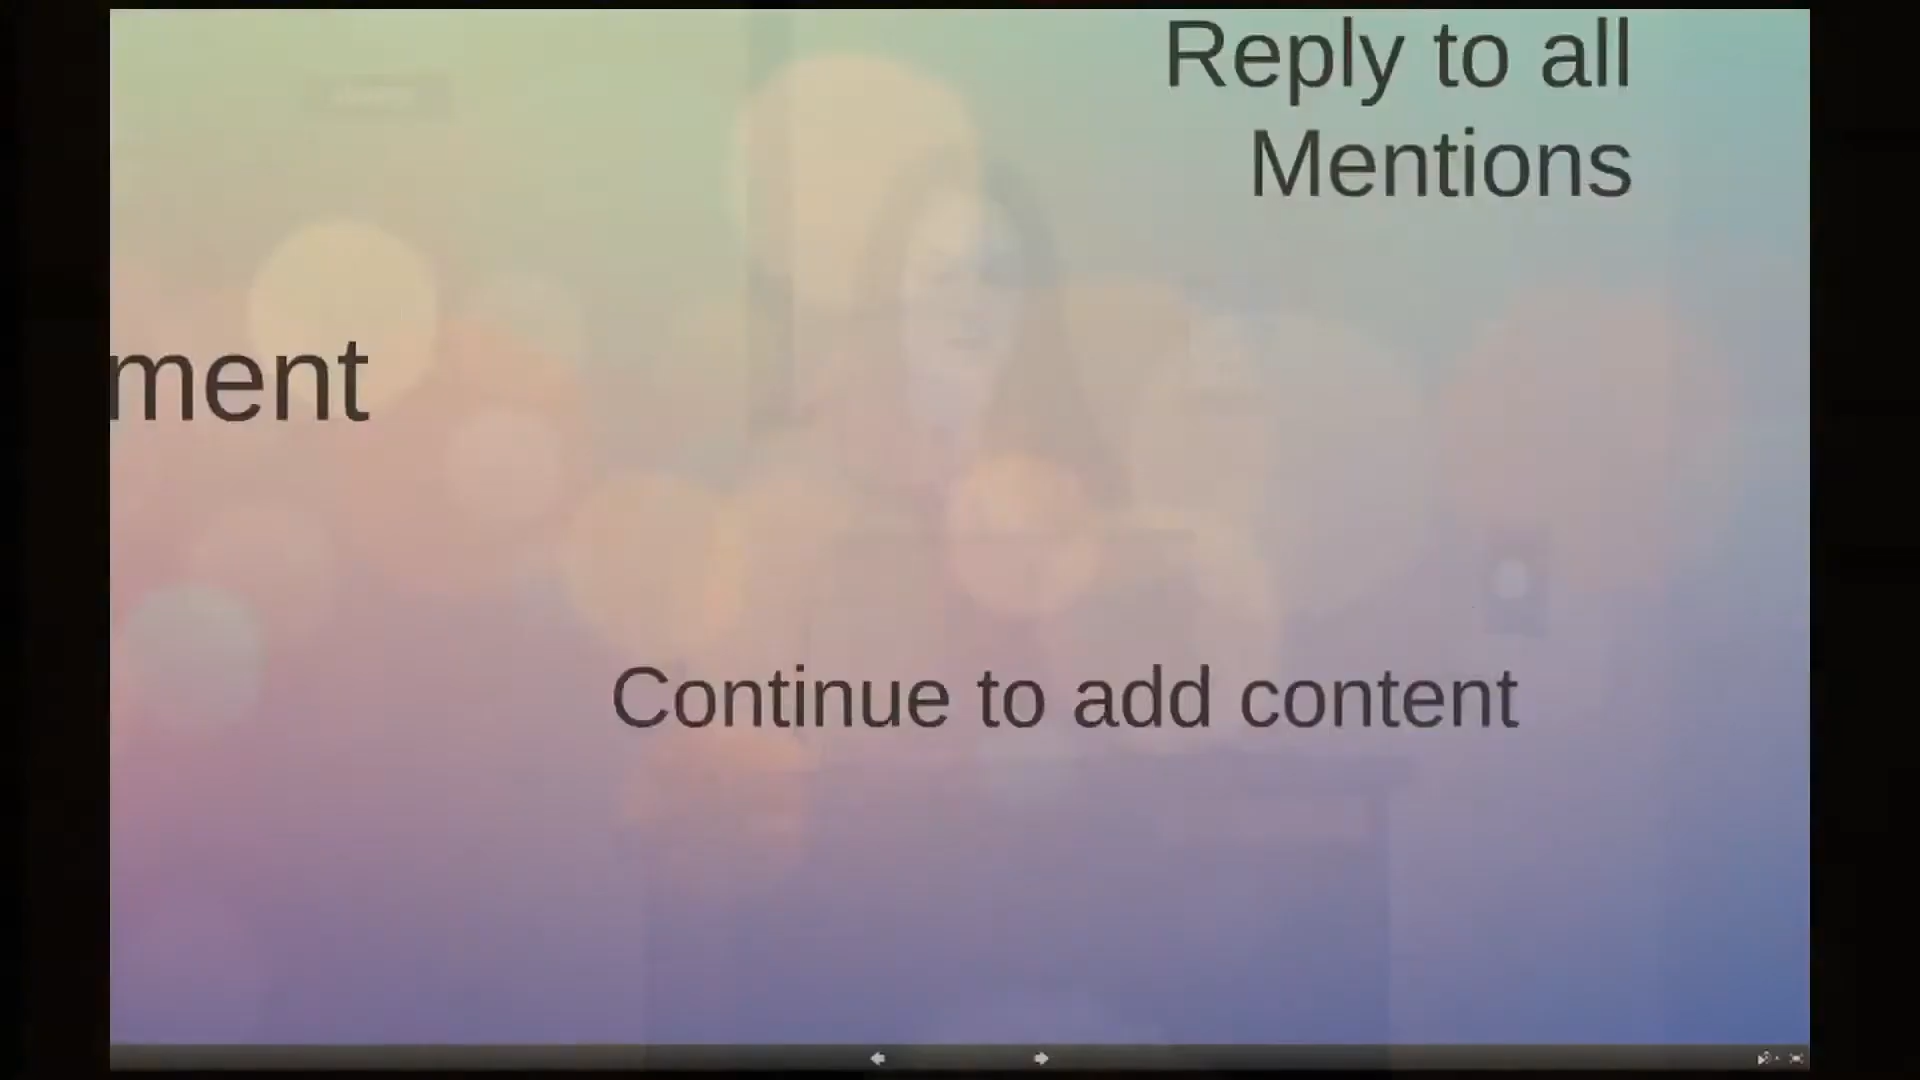 Reply to all
Mentions
ment
Continue to add content